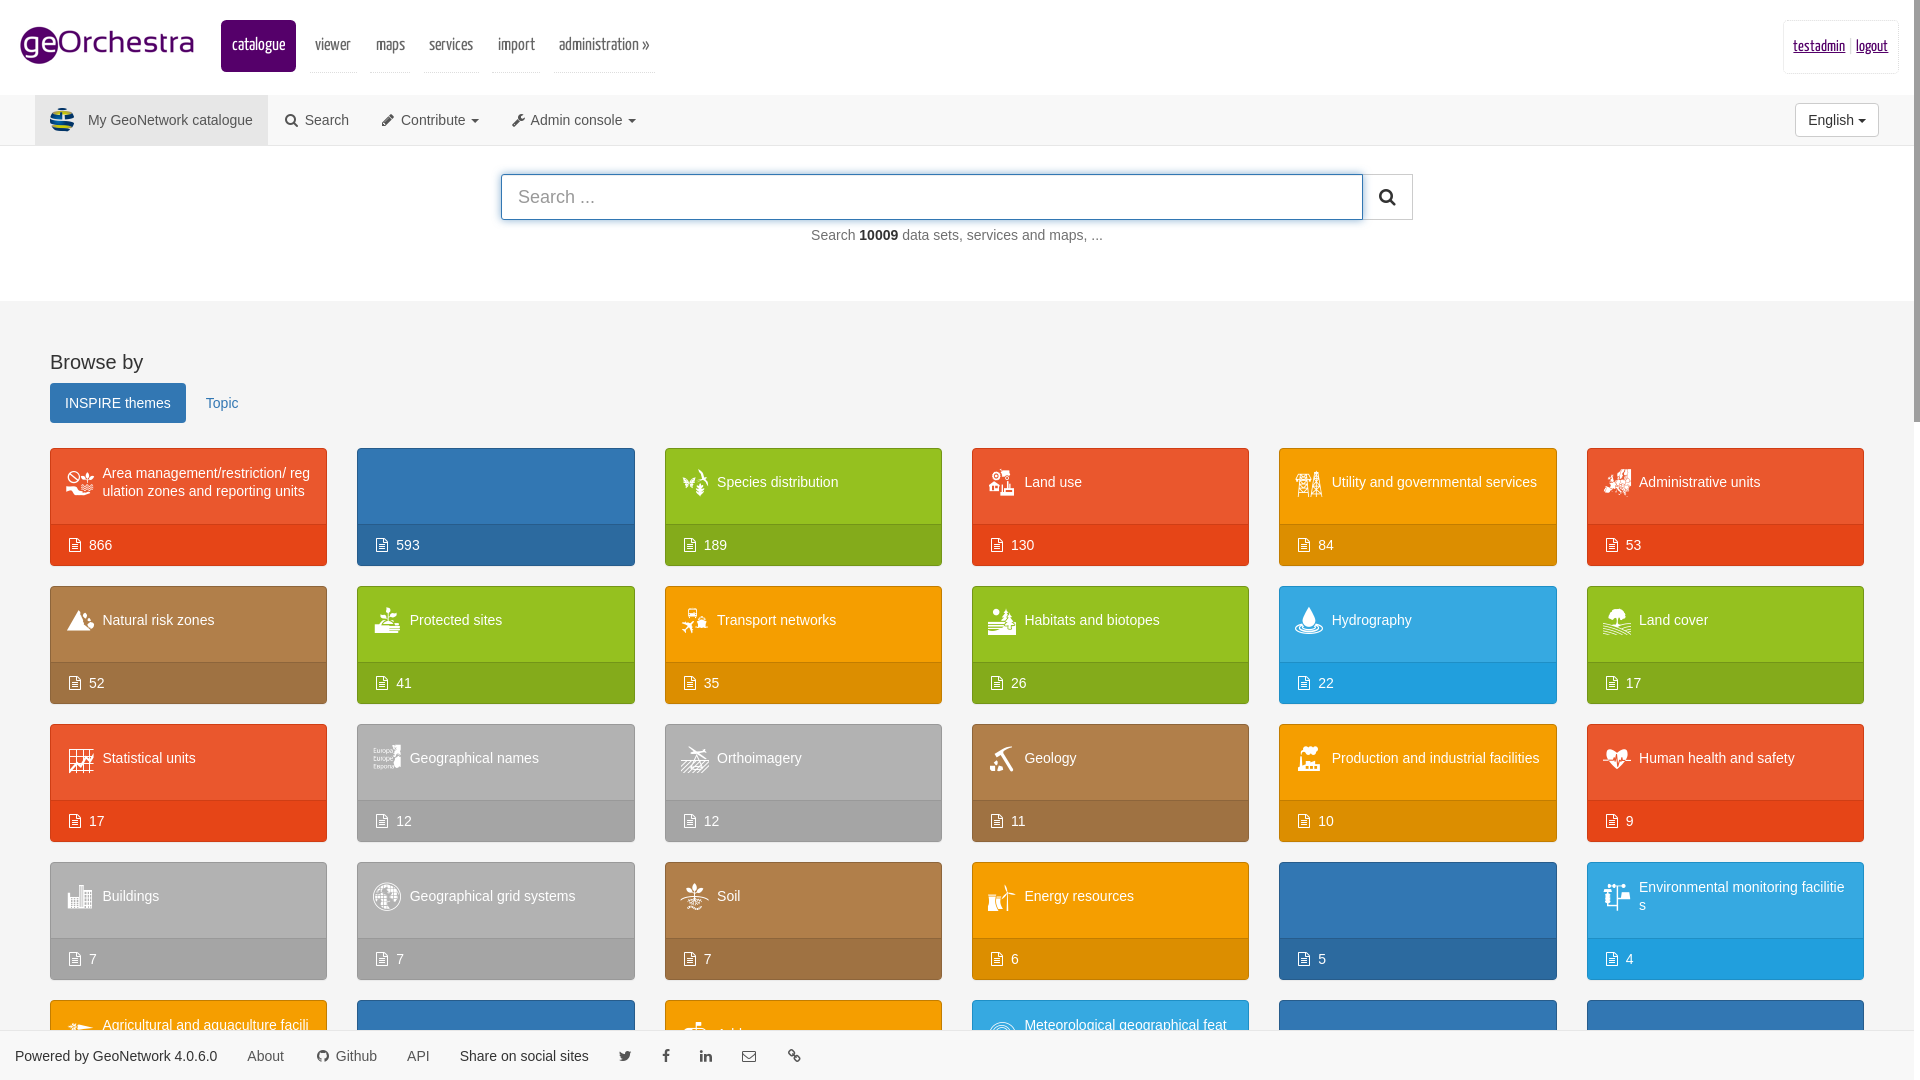 geOrchestra catalogue viewer maps services import administration » testadmin | logout
My GeoNetwork catalogue Search Contribute Admin console English
Search ...
Search 10009 data sets, services and maps, ...
Browse by
INSPIRE themes Topic
Area management/restriction/ reg
ulation zones and reporting units
Species distribution
Land use
Utility and governmental services
Administrative units
866 593 189 130 84 53
Natural risk zones Protected sites Transport networks Habitats and biotopes Hydrography Land cover
52 41 35 26 22 17
Statistical units Geographical names Orthoimagery Geology Production and industrial facilities Human health and safety
17 12 12 11 10 9
Buildings Geographical grid systems Soil Energy resources
Environmental monitoring facilitie
s
7 7 7 6 5 4
Agricultural and aquaculture facili
Meteorological geographical feat
Powered by GeoNetwork 4.0.6.0 About Github API Share on social sites